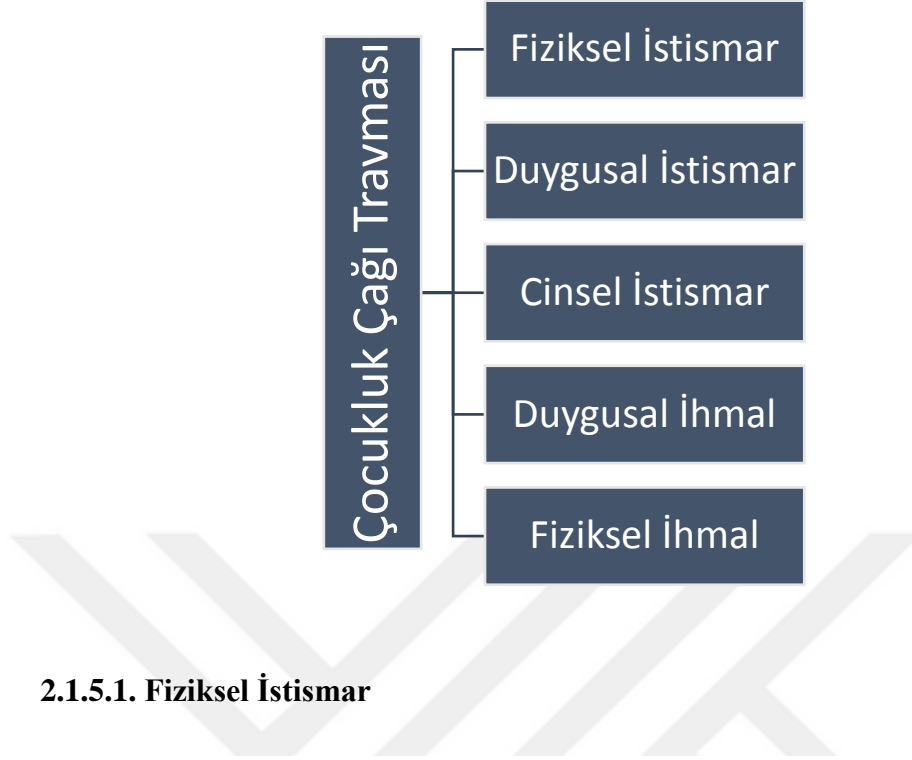 Çocukluk Çağı Travması
Fiziksel İstismar
Duygusal İstismar
Cinsel İstismar
Duygusal İhmal
Fiziksel İhmal
2.1.5.1. Fiziksel İstismar